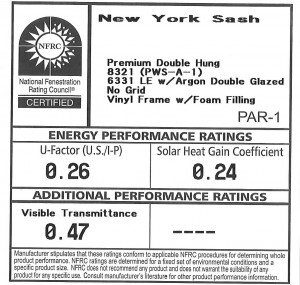 New York Sash
NFRC
National Fenestration
Rating Council®
CERTIFIED
Premium Double Hung
8321 (PWS-A-1)
6331 LE w/Argon Double Glazed
No Grid
Vinyl Frame w/Foam Filling
PAR-1
ENERGY PERFORMANCE RATINGS
U-Factor (U.S./I-P)
Solar Heat Gain Coefficient
0.26
0.24
ADDITIONAL PERFORMANCE RATINGS
Visible Transmittance
0.47
----
Manufacturer stipulates that these ratings conform to applicable NFRC procedures for determining whole
product performance. NFRC ratings are determined for a fixed set of environmental conditions and a
specific product size. NFRC does not recommend any product and does not warrant the suitability of any
product for any specific use. Consult manufacturer's literature for other product performance information.